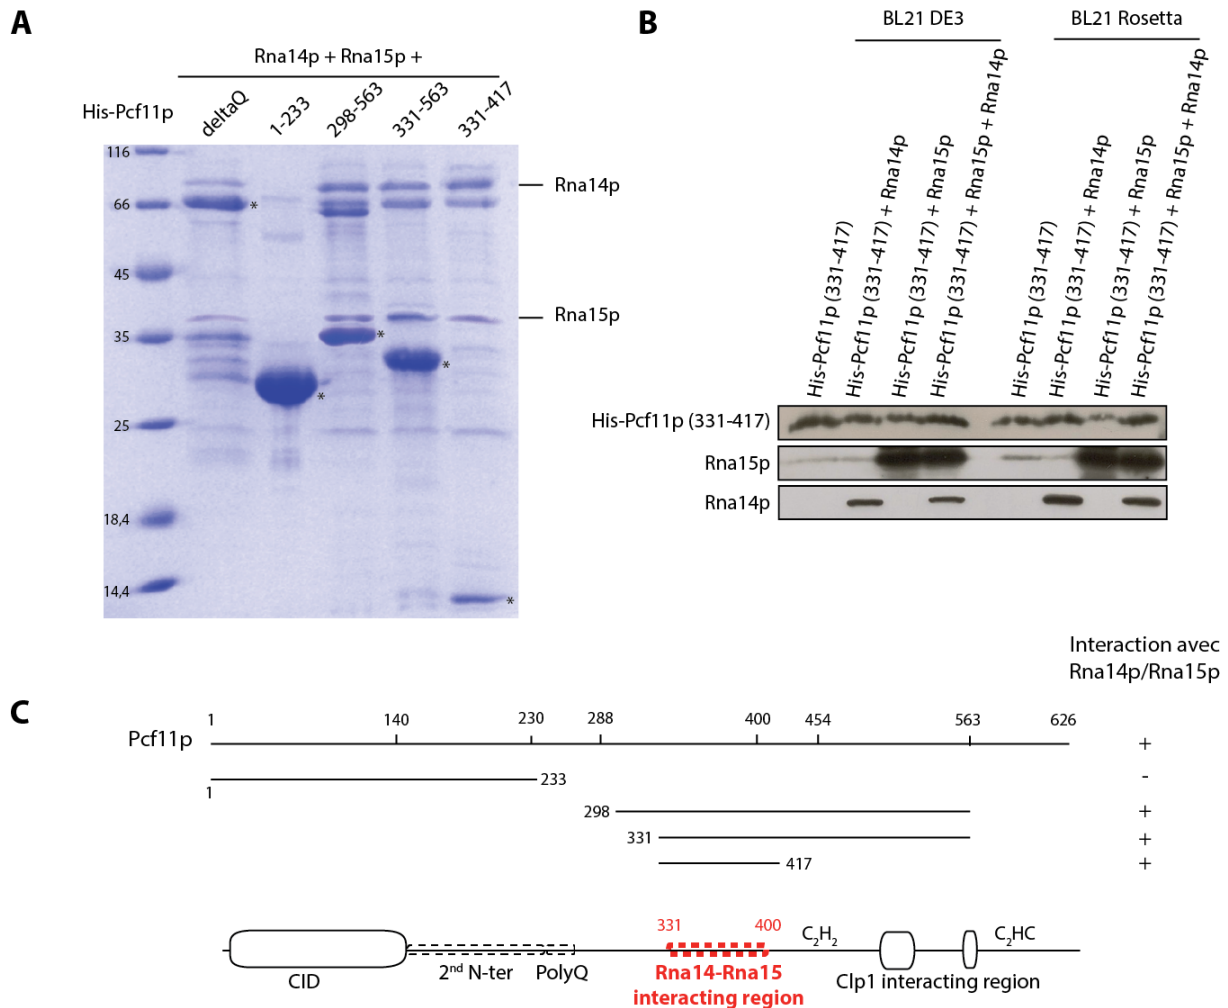 A
Rna14p + Rna15p +
His-Pcf11p
deltaQ
1-233
298-563
331-563
331-417
116
66
45
35
25
18,4
14,4
*
*
*
*
*
Rna14p
Rna15p
B
BL21 DE3
BL21 Rosetta
His-Pcf11p (331-417)
His-Pcf11p (331-417) + Rna14p
His-Pcf11p (331-417) + Rna15p
His-Pcf11p (331-417) + Rna15p + Rna14p
His-Pcf11p (331-417)
His-Pcf11p (331-417) + Rna14p
His-Pcf11p (331-417) + Rna15p
His-Pcf11p (331-417) + Rna15p + Rna14p
His-Pcf11p (331-417)
Rna15p
Rna14p
Interaction avec
Rna14p/Rna15p
C
1 140 230 288 400 454 563 626
Pcf11p +
1 233 -
298 +
331 +
417 +
331 400
C₂H₂ C₂HC
CID
2nd N-ter PolyQ
Rna14-Rna15
interacting region
Clp1 interacting region